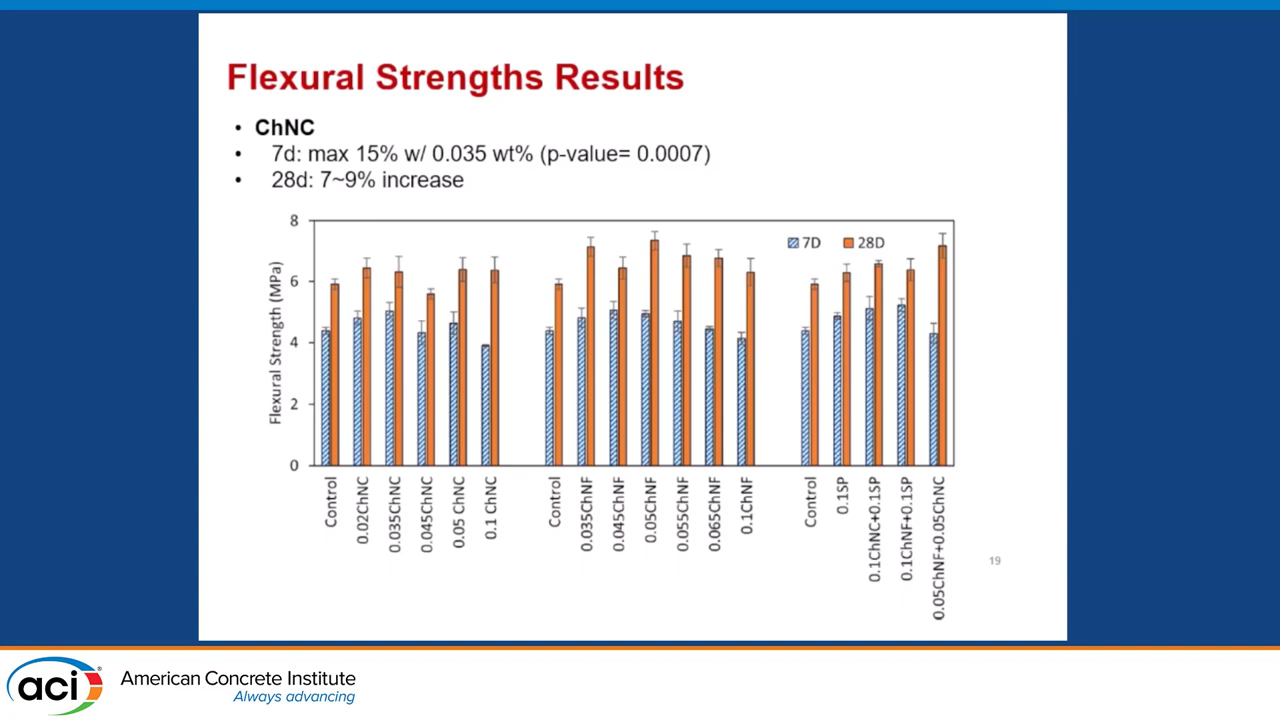 Flexural Strengths Results
• ChNC
• 7d: max 15% w/ 0.035 wt% (p-value= 0.0007)
• 28d: 7~9% increase
Flexural Strength (MPa)
8
6
4
2
0
7D
28D
Control
0.02ChNC
0.035ChNC
0.045ChNC
0.05 ChNC
0.1 ChNC
Control
0.035ChNF
0.045ChNF
0.05ChNF
0.055ChNF
0.065ChNF
0.1ChNF
Control
0.1SP
0.1ChNC+0.1SP
0.1ChNF+0.1SP
0.05ChNF+0.05ChNC
19
aci®
American Concrete Institute
Always advancing